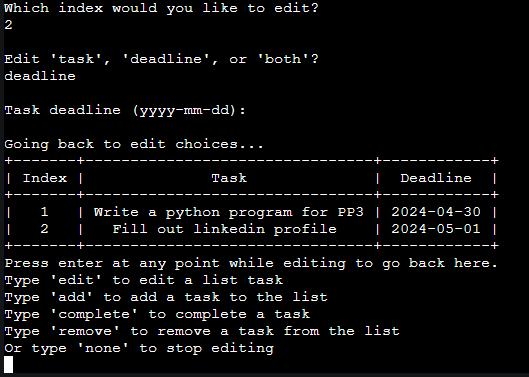 Which index would you like to edit?
2
Edit 'task', 'deadline', or 'both'?
deadline
Task deadline (yyyy-mm-dd):
Going back to edit choices...
+-------+--------------------------------+------------+
| Index |              Task              |  Deadline  |
+-------+--------------------------------+------------+
|   1   | Write a python program for PP3 | 2024-04-30 |
|   2   |   Fill out linkedin profile    | 2024-05-01 |
+-------+--------------------------------+------------+
Press enter at any point while editing to go back here.
Type 'edit' to edit a list task
Type 'add' to add a task to the list
Type 'complete' to complete a task
Type 'remove' to remove a task from the list
Or type 'none' to stop editing